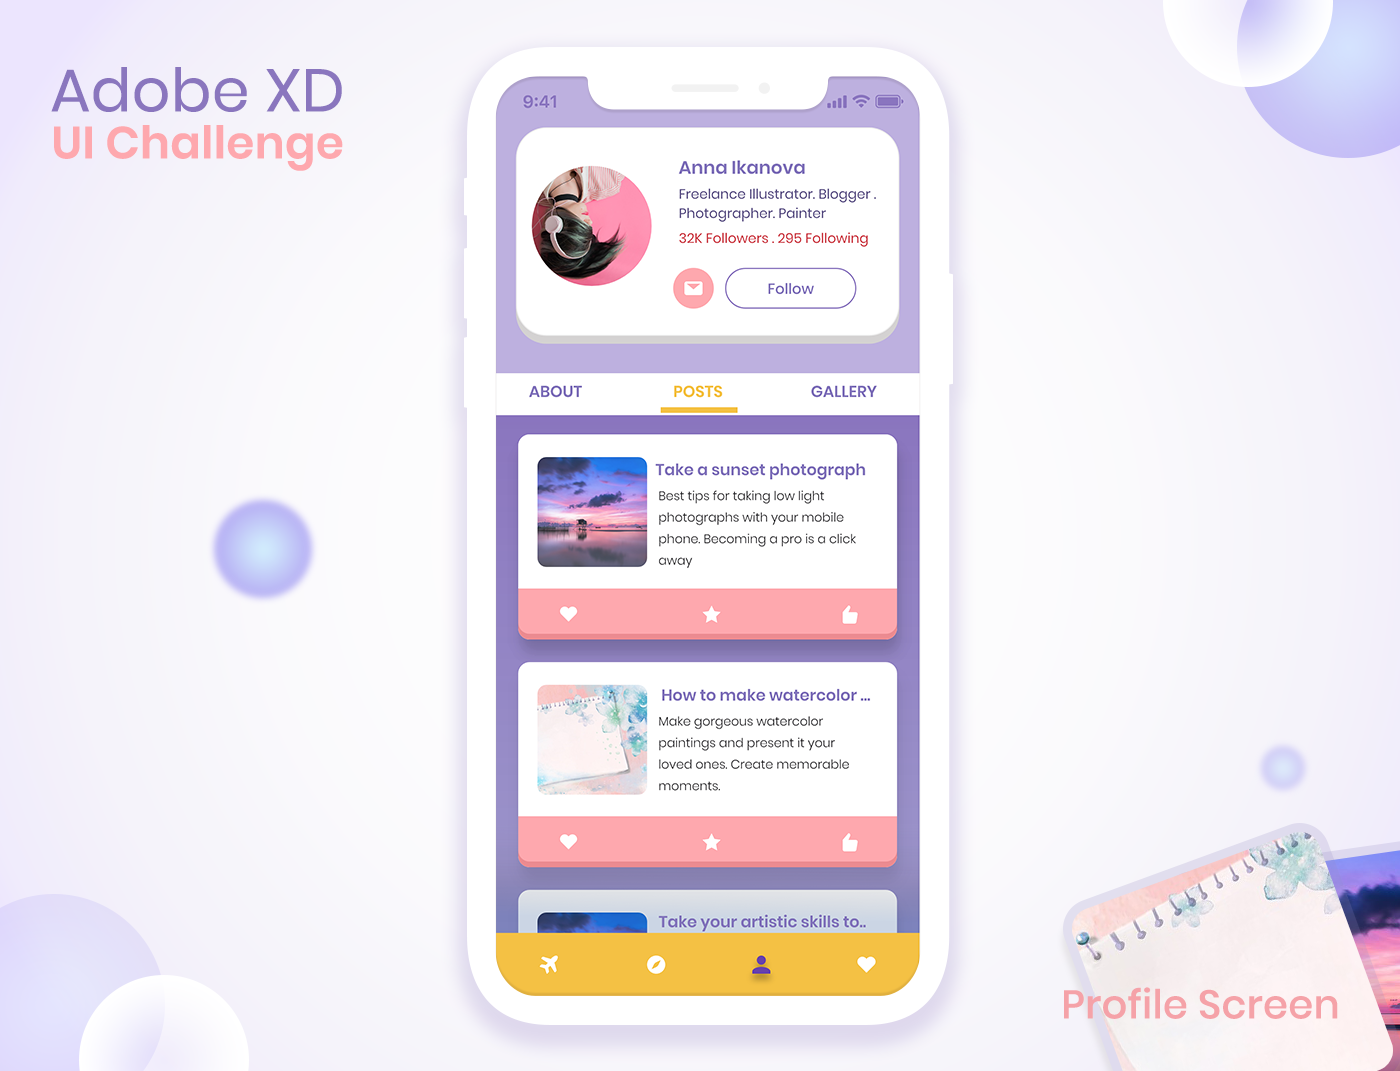 Adobe XD
UI Challenge
9:41
Anna Ikanova
Freelance Illustrator. Blogger .
Photographer. Painter
32K Followers . 295 Following
Follow
ABOUT
POSTS
GALLERY
Take a sunset photograph
Best tips for taking low light
photographs with your mobile
phone. Becoming a pro is a click
away
How to make watercolor ...
Make gorgeous watercolor
paintings and present it your
loved ones. Create memorable
moments.
Take your artistic skills to..
Profile Screen